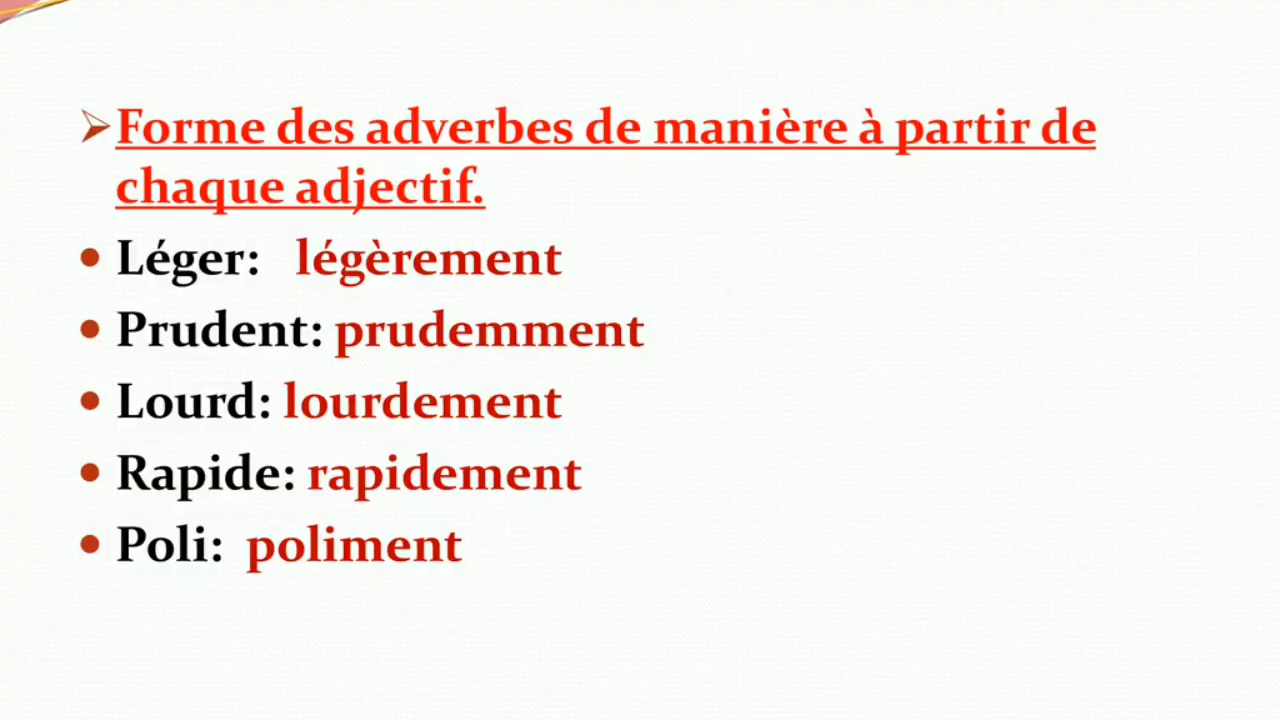 Forme des adverbes de manière à partir de
chaque adjectif.
Léger: légèrement
Prudent: prudemment
Lourd: lourdement
Rapide: rapidement
Poli: poliment